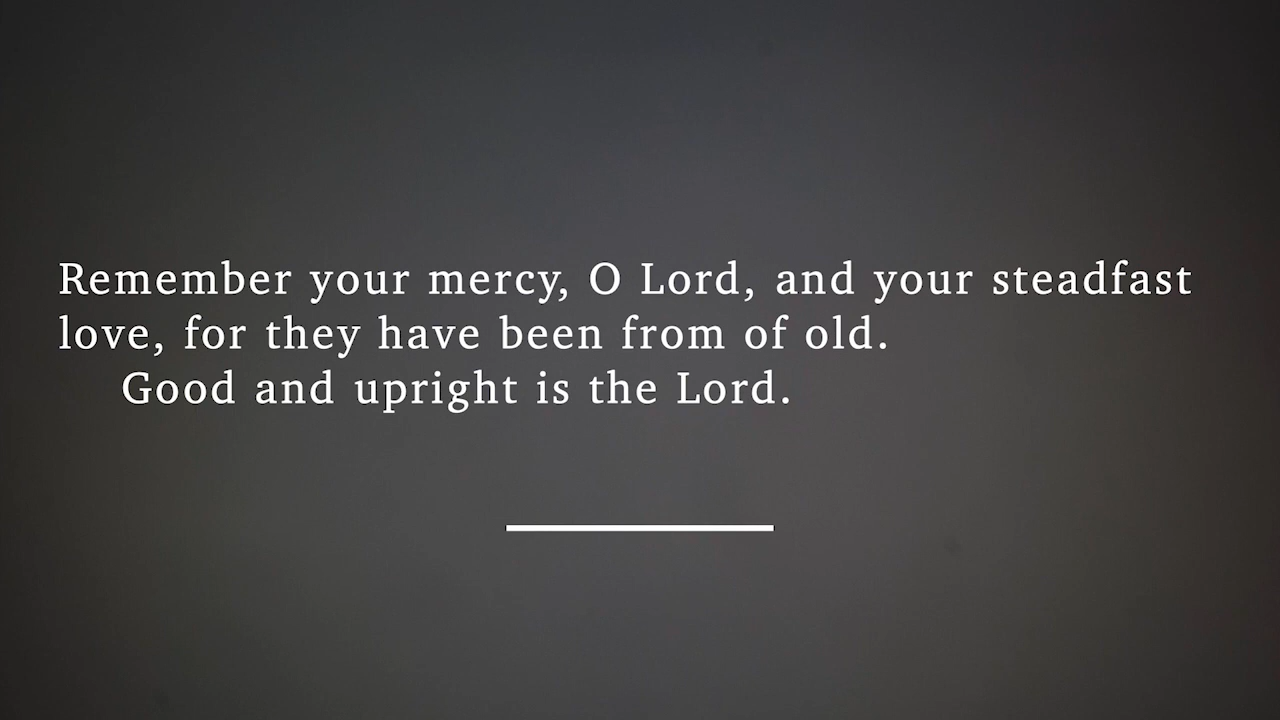 Remember your mercy, O Lord, and your steadfast
love, for they have been from of old.
Good and upright is the Lord.